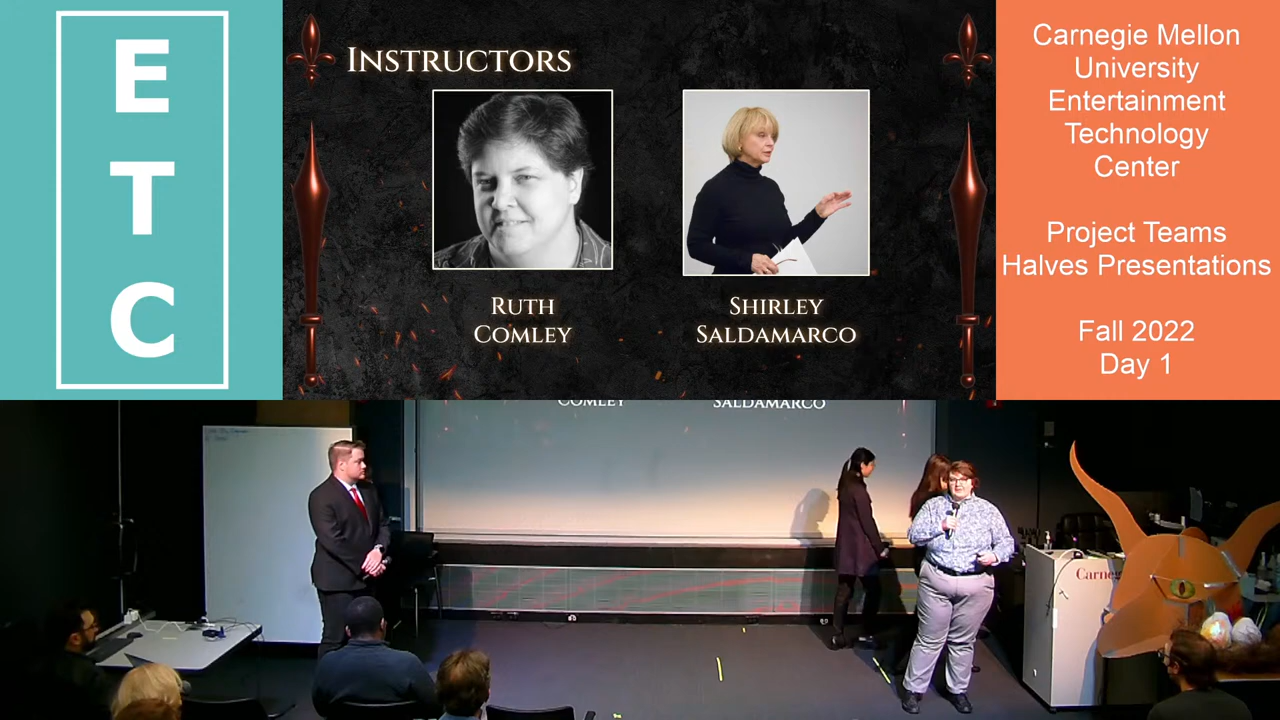 E
T
C
INSTRUCTORS
RUTH
COMLEY
SHIRLEY
SALDAMARCO
Carnegie Mellon
University
Entertainment
Technology
Center
Project Teams
Halves Presentations
Fall 2022
Day 1
COMLEY
SALDAMARCO
Carneg